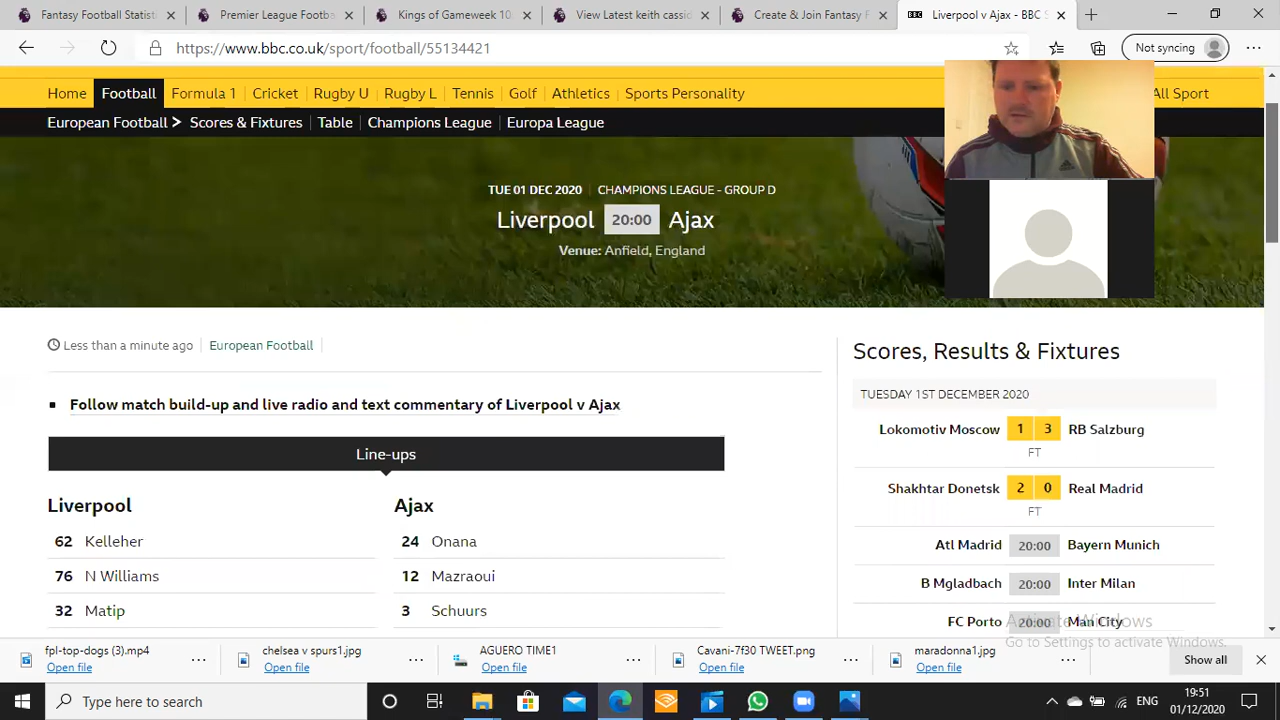 Fantasy Football Statist
Premier League Footba
Kings of Gameweek 10
View Latest keith cassid
Create & Join Fantasy F
BBC Liverpool v Ajax - BBC S
https://www.bbc.co.uk/sport/football/55134421
Not syncing
Home Football Formula 1 Cricket Rugby U Rugby L Tennis Golf Athletics Sports Personality All Sport
European Football Scores & Fixtures Table Champions League Europa League
TUE 01 DEC 2020 CHAMPIONS LEAGUE - GROUP D
Liverpool 20:00 Ajax
Venue: Anfield, England
Less than a minute ago European Football
Follow match build-up and live radio and text commentary of Liverpool v Ajax
Line-ups
Liverpool
62 Kelleher
76 N Williams
32 Matip
Ajax
24 Onana
12 Mazraoui
3 Schuurs
Scores, Results & Fixtures
TUESDAY 1ST DECEMBER 2020
Lokomotiv Moscow 1 3 RB Salzburg
FT
Shakhtar Donetsk 2 0 Real Madrid
FT
Atl Madrid 20:00 Bayern Munich
B Mgladbach 20:00 Inter Milan
FC Porto 20:00 Man City
Activate Windows
Go to Settings to activate Windows.
fpl-top-dogs (3).mp4
Open file
chelsea v spurs1.jpg
Open file
AGUERO TIME1
Open file
Cavani-7f30 TWEET.png
Open file
maradonna1.jpg
Open file
Show all
Type here to search
ENG
19:51
01/12/2020